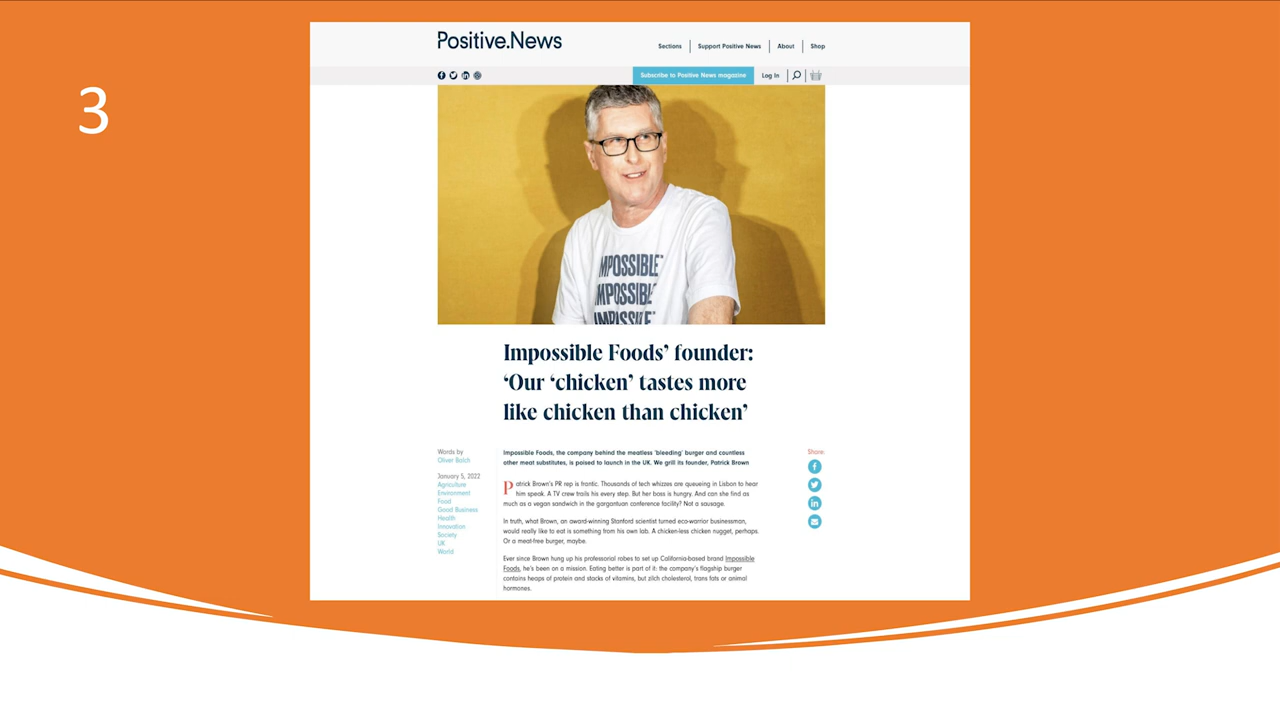 3
Positive.News
Sections
Support Positive News
About
Shop
Subscribe to Positive News magazine
Log In
IMPOSSIBLE
IMPOSSIBLE
IMPOSSIBLE
Impossible Foods' founder:
'Our 'chicken' tastes more
like chicken than chicken'
Words by
Oliver Balch
January 5, 2022
Agriculture
Environment
Food
Good Business
Health
Innovation
Society
UK
World
Impossible Foods, the company behind the meatless 'bleeding' burger and countless
other meat substitutes, is poised to launch in the UK. We grill its founder, Patrick Brown
Patrick Brown's PR rep is frantic. Thousands of tech whizzes are queueing in Lisbon to hear
him speak. A TV crew trails his every step. But her boss is hungry. And can she find as
much as a vegan sandwich in the gargantuan conference facility? Not a sausage.
In truth, what Brown, an award-winning Stanford scientist turned eco-warrior businessman,
would really like to eat is something from his own lab. A chicken-less chicken nugget, perhaps.
Or a meat-free burger, maybe.
Ever since Brown hung up his professorial robes to set up California-based brand Impossible
Foods, he's been on a mission. Eating better is part of it: the company's flagship burger
contains heaps of protein and stacks of vitamins, but zilch cholesterol, trans fats or animal
hormones.
Share: